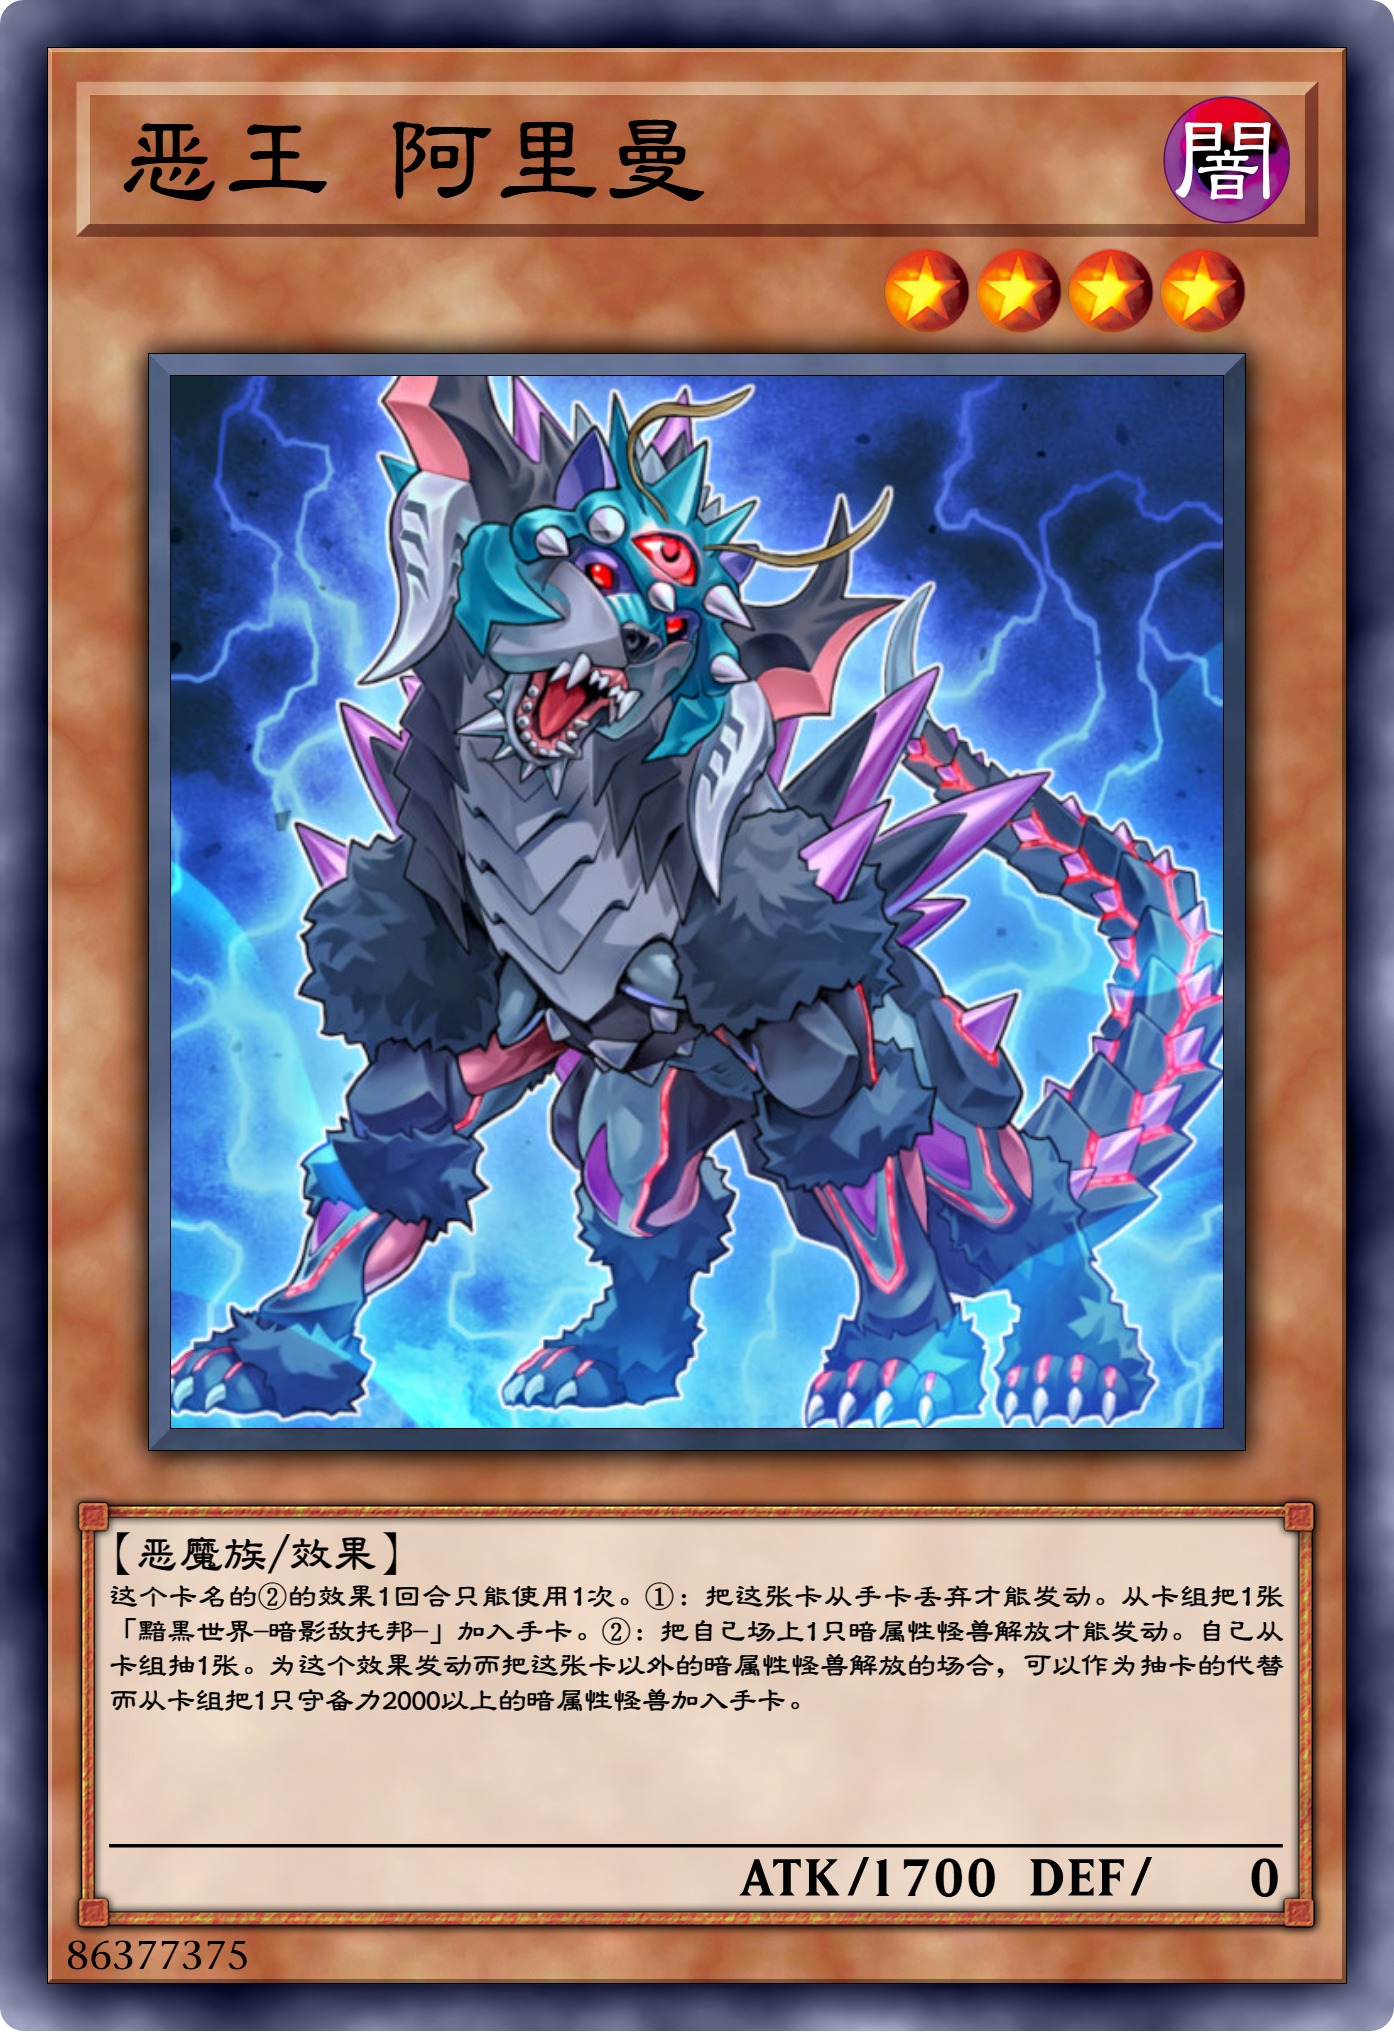 恶王 阿里曼
闇
【恶魔族/效果】
这个卡名的②的效果1回合只能使用1次。①：把这张卡从手卡丢弃才能发动。从卡组把1张
「黯黑世界－暗影敌托邦－」加入手卡。②：把自己场上1只暗属性怪兽解放才能发动。自己从
卡组抽1张。为这个效果发动而把这张卡以外的暗属性怪兽解放的场合，可以作为抽卡的代替
而从卡组把1只守备力2000以上的暗属性怪兽加入手卡。
ATK/1700 DEF/ 0
86377375